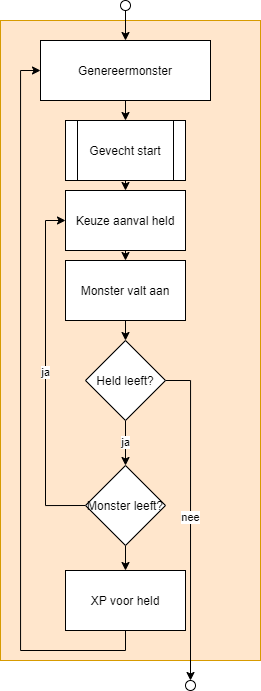 Genereermonster
Gevecht start
Keuze aanval held
Monster valt aan
Held leeft?
ja
ja
Monster leeft?
nee
XP voor held